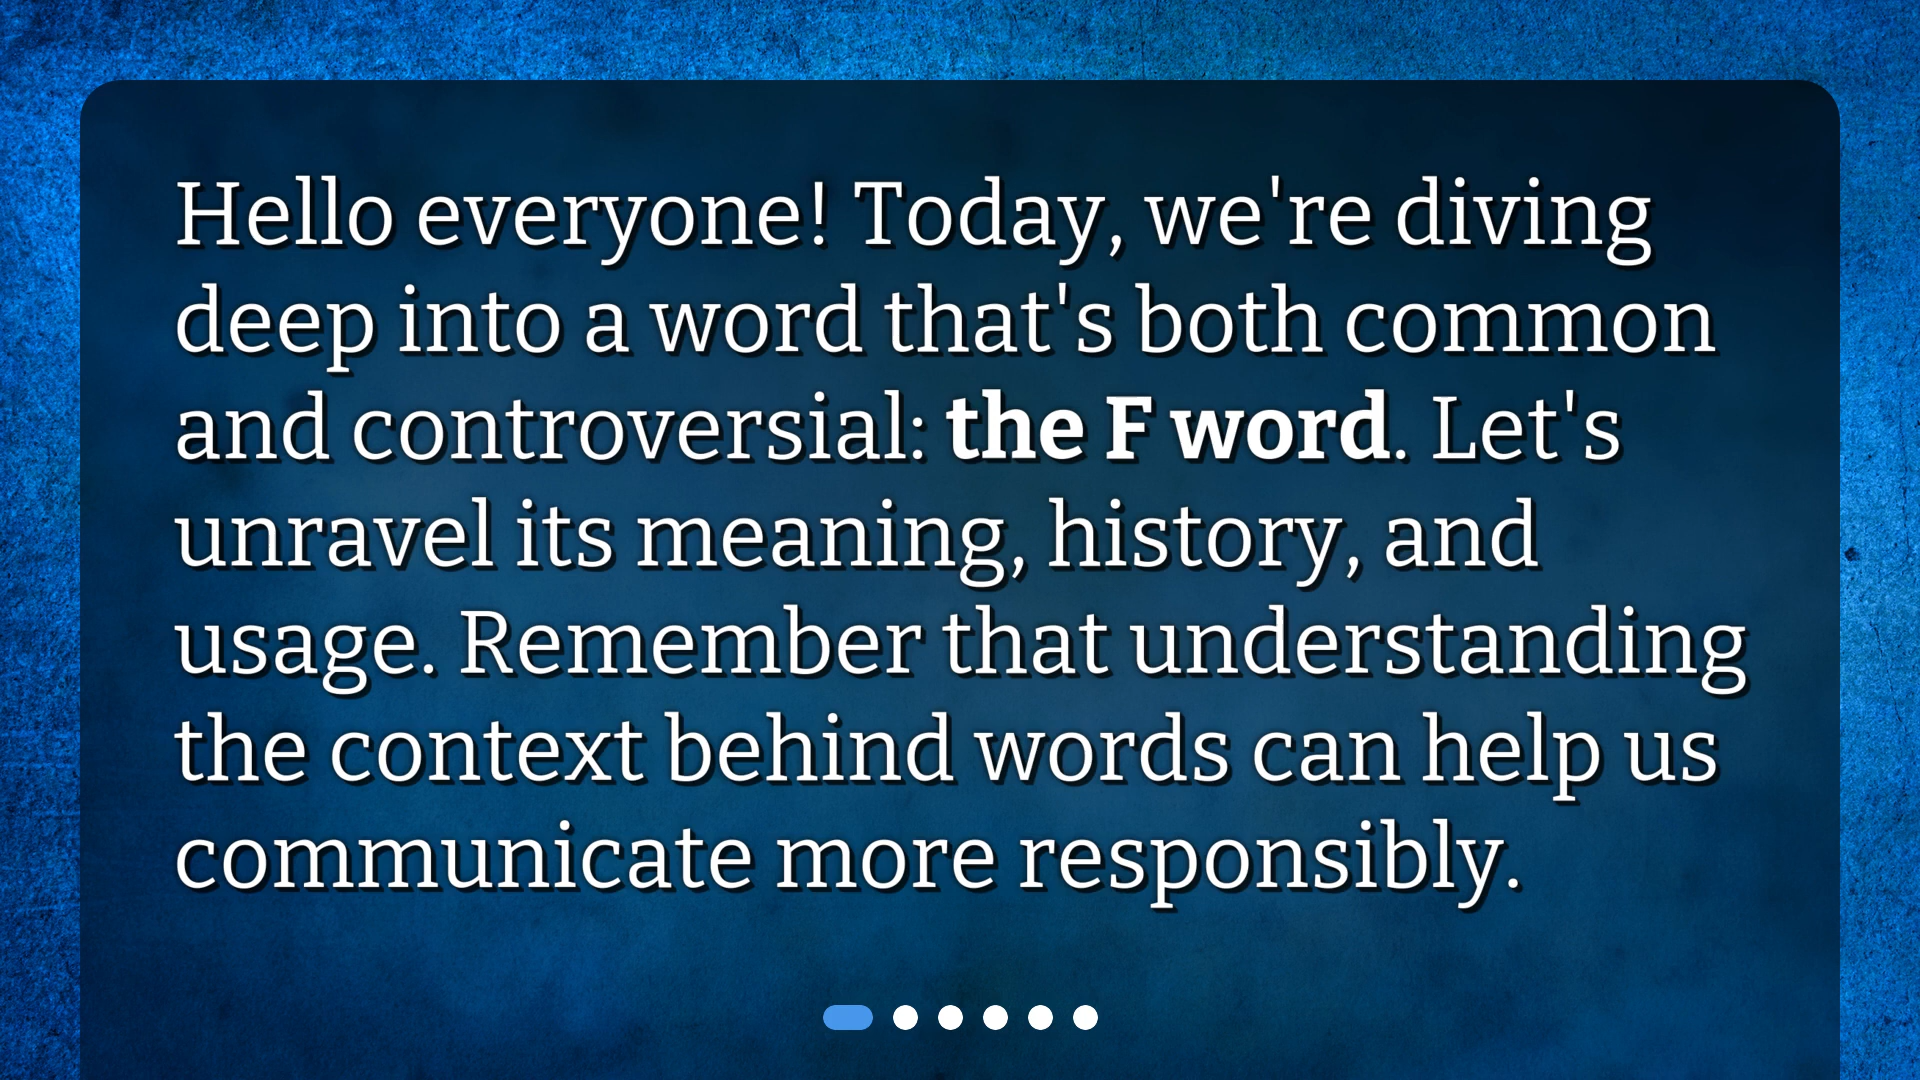 Hello everyone! Today, we're diving
deep into a word that's both common
and controversial: the F word. Let's
unravel its meaning, history, and
usage. Remember that understanding
the context behind words can help us
communicate more responsibly.